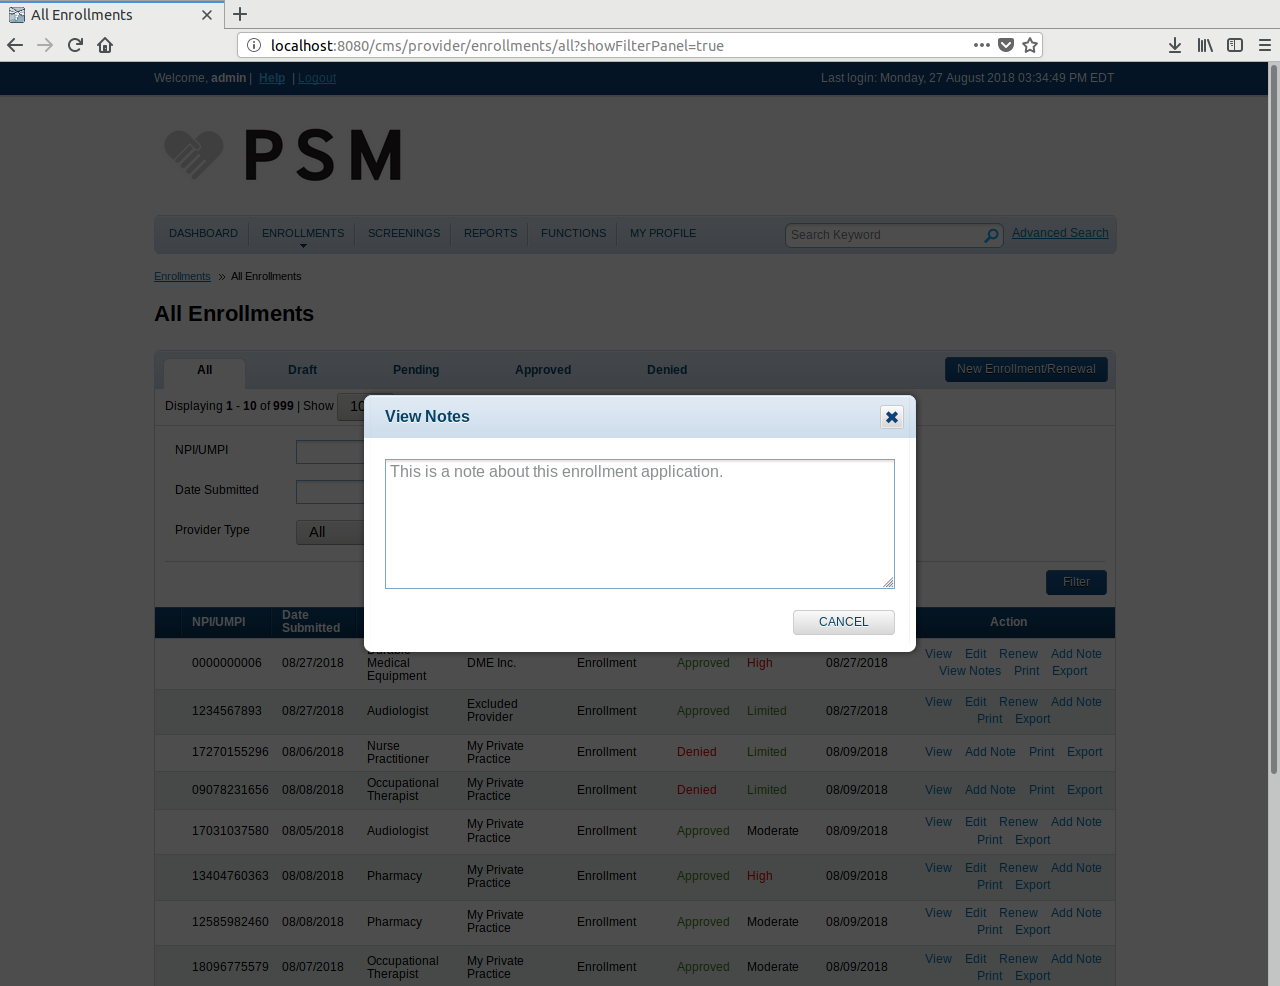 All Enrollments
localhost:8080/cms/provider/enrollments/all?showFilterPanel=true
Welcome, admin | Help | Logout Last login: Monday, 27 August 2018 03:34:49 PM EDT
PSM
DASHBOARD ENROLLMENTS SCREENINGS REPORTS FUNCTIONS MY PROFILE Search Keyword Advanced Search
Enrollments » All Enrollments
All Enrollments
All Draft Pending Approved Denied New Enrollment/Renewal
Displaying 1 - 10 of 999 | Show 10
View Notes
NPI/UMPI
This is a note about this enrollment application.
Date Submitted
Provider Type All
Filter
CANCEL
NPI/UMPI Date Submitted Action
0000000006 08/27/2018 Durable Medical Equipment DME Inc. Enrollment Approved High 08/27/2018 View Edit Renew Add Note
View Notes Print Export
1234567893 08/27/2018 Audiologist Excluded Provider Enrollment Approved Limited 08/27/2018 View Edit Renew Add Note
Print Export
17270155296 08/06/2018 Nurse Practitioner My Private Practice Enrollment Denied Limited 08/09/2018 View Add Note Print Export
09078231656 08/08/2018 Occupational Therapist My Private Practice Enrollment Denied Limited 08/09/2018 View Add Note Print Export
17031037580 08/05/2018 Audiologist My Private Practice Enrollment Approved Moderate 08/09/2018 View Edit Renew Add Note
Print Export
13404760363 08/08/2018 Pharmacy My Private Practice Enrollment Approved High 08/09/2018 View Edit Renew Add Note
Print Export
12585982460 08/08/2018 Pharmacy My Private Practice Enrollment Approved Moderate 08/09/2018 View Edit Renew Add Note
Print Export
18096775579 08/07/2018 Occupational Therapist My Private Practice Enrollment Approved Moderate 08/09/2018 View Edit Renew Add Note
Print Export